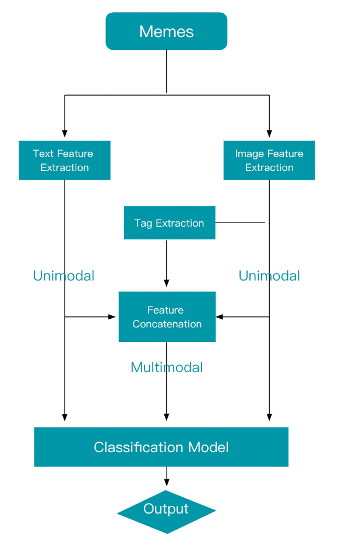 Memes
Text Feature
Extraction
Image Feature
Extraction
Tag Extraction
Unimodal
Unimodal
Feature
Concatenation
Multimodal
Classification Model
Output